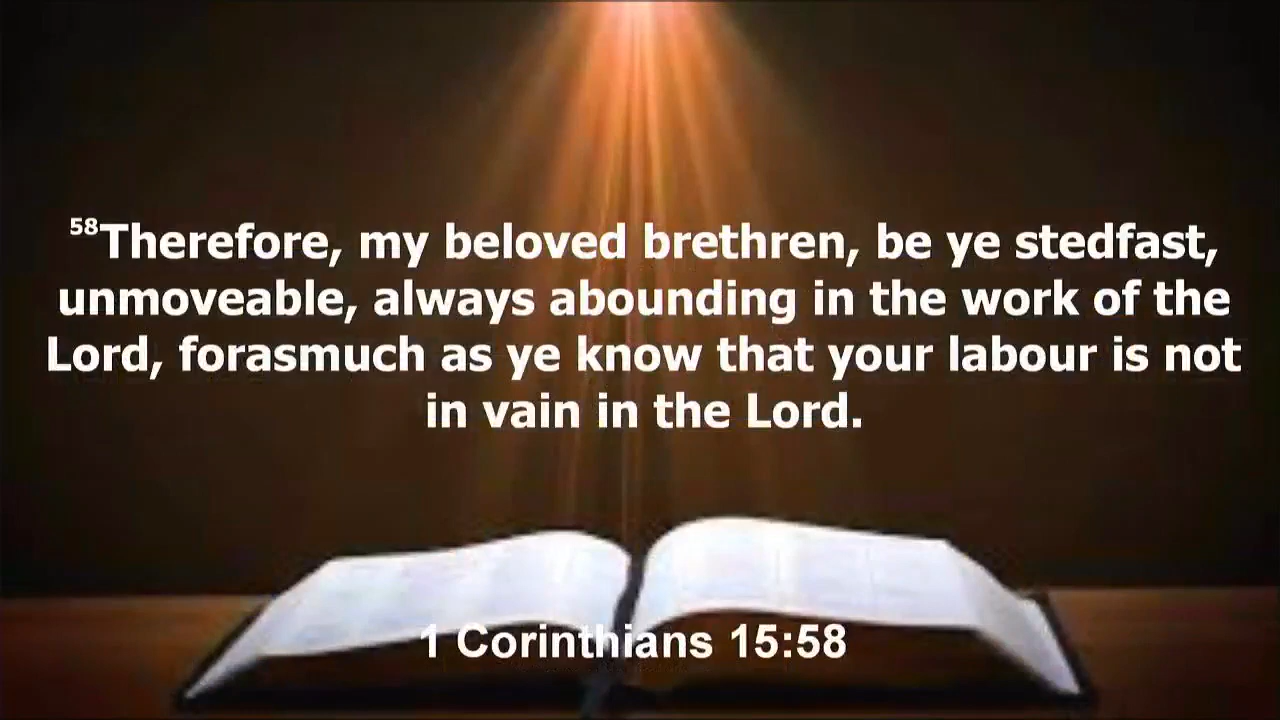 58Therefore, my beloved brethren, be ye stedfast,
unmoveable, always abounding in the work of the
Lord, forasmuch as ye know that your labour is not
in vain in the Lord.
1 Corinthians 15:58